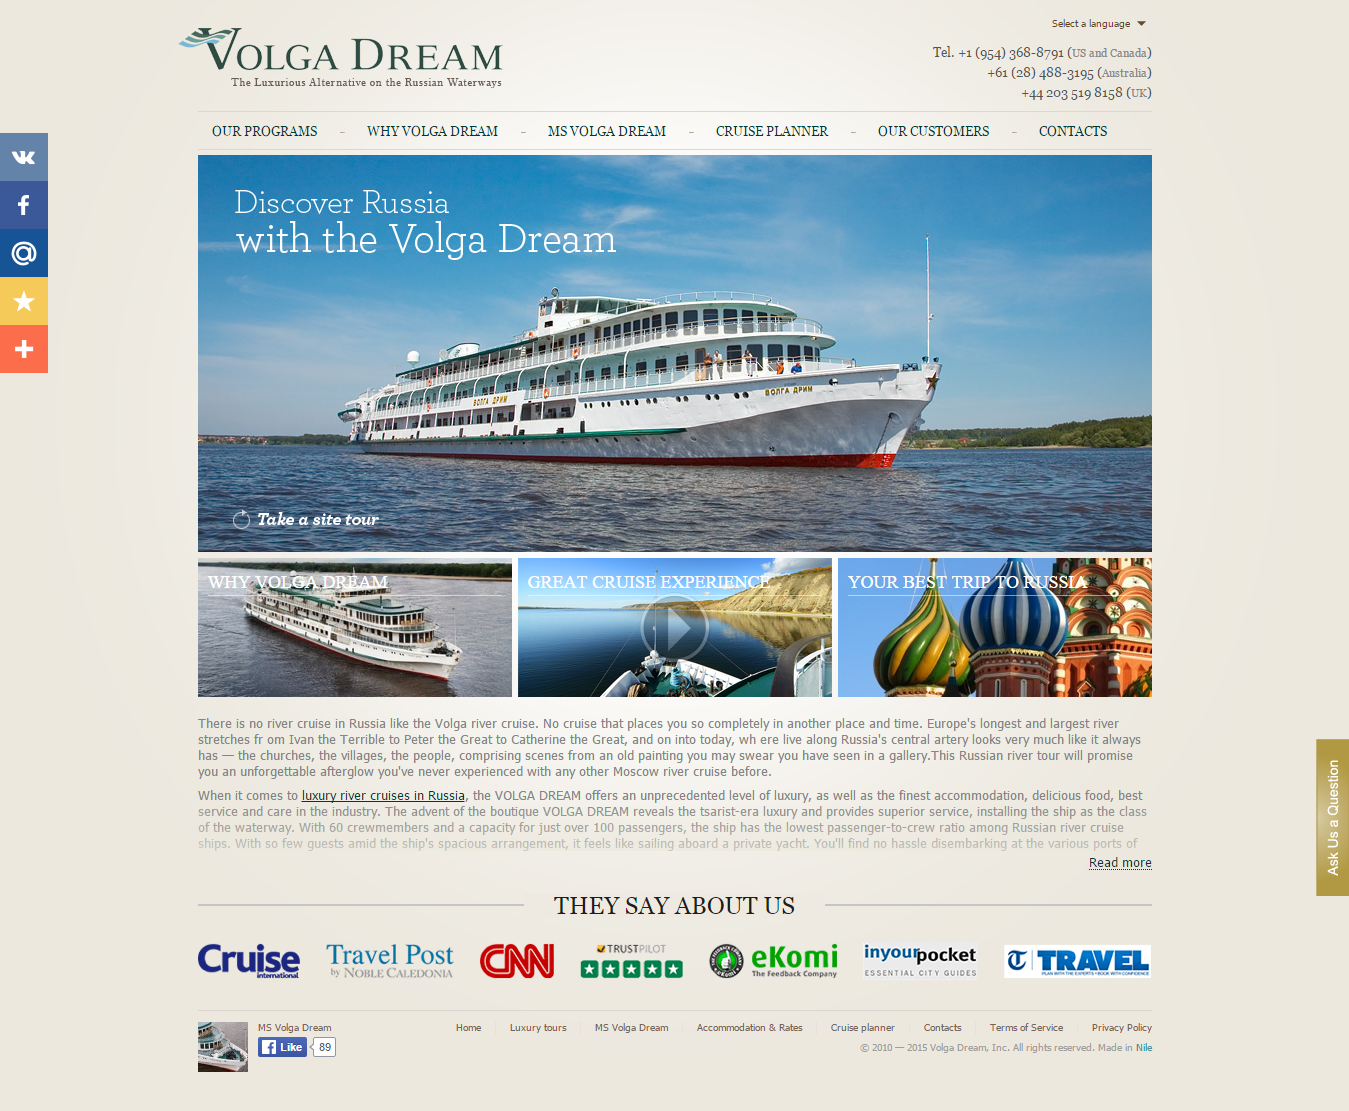 Select a language
VOLGA DREAM
The Luxurious Alternative on the Russian Waterways
Tel. +1 (954) 368-8791 (US and Canada)
+61 (28) 488-3195 (Australia)
+44 203 519 8158 (UK)
OUR PROGRAMS – WHY VOLGA DREAM – MS VOLGA DREAM – CRUISE PLANNER – OUR CUSTOMERS – CONTACTS
Discover Russia
with the Volga Dream
ВОЛГА ДРИМ
ВОЛГА ДРИМ
Take a site tour
WHY VOLGA DREAM
GREAT CRUISE EXPERIENCE
YOUR BEST TRIP TO RUSSIA
There is no river cruise in Russia like the Volga river cruise. No cruise that places you so completely in another place and time. Europe's longest and largest river
stretches fr om Ivan the Terrible to Peter the Great to Catherine the Great, and on into today, wh ere live along Russia's central artery looks very much like it always
has — the churches, the villages, the people, comprising scenes from an old painting you may swear you have seen in a gallery.This Russian river tour will promise
you an unforgettable afterglow you've never experienced with any other Moscow river cruise before.
When it comes to luxury river cruises in Russia, the VOLGA DREAM offers an unprecedented level of luxury, as well as the finest accommodation, delicious food, best
service and care in the industry. The advent of the boutique VOLGA DREAM reveals the tsarist-era luxury and provides superior service, installing the ship as the class
of the waterway. With 60 crewmembers and a capacity for just over 100 passengers, the ship has the lowest passenger-to-crew ratio among Russian river cruise
ships. With so few guests amid the ship's spacious arrangement, it feels like sailing aboard a private yacht. You'll find no hassle disembarking at the various ports of
Read more
Ask Us a Question
THEY SAY ABOUT US
Cruise
international
Travel Post
by NOBLE CALEDONIA
CNN
TRUSTPILOT
eKomi
eKomi
The Feedback Company
inyourpocket
ESSENTIAL CITY GUIDES
T TRAVEL
PLAN WITH THE EXPERTS • BOOK WITH CONFIDENCE
MS Volga Dream
Like 89
Home Luxury tours MS Volga Dream Accommodation & Rates Cruise planner Contacts Terms of Service Privacy Policy
© 2010 — 2015 Volga Dream, Inc. All rights reserved. Made in Nile